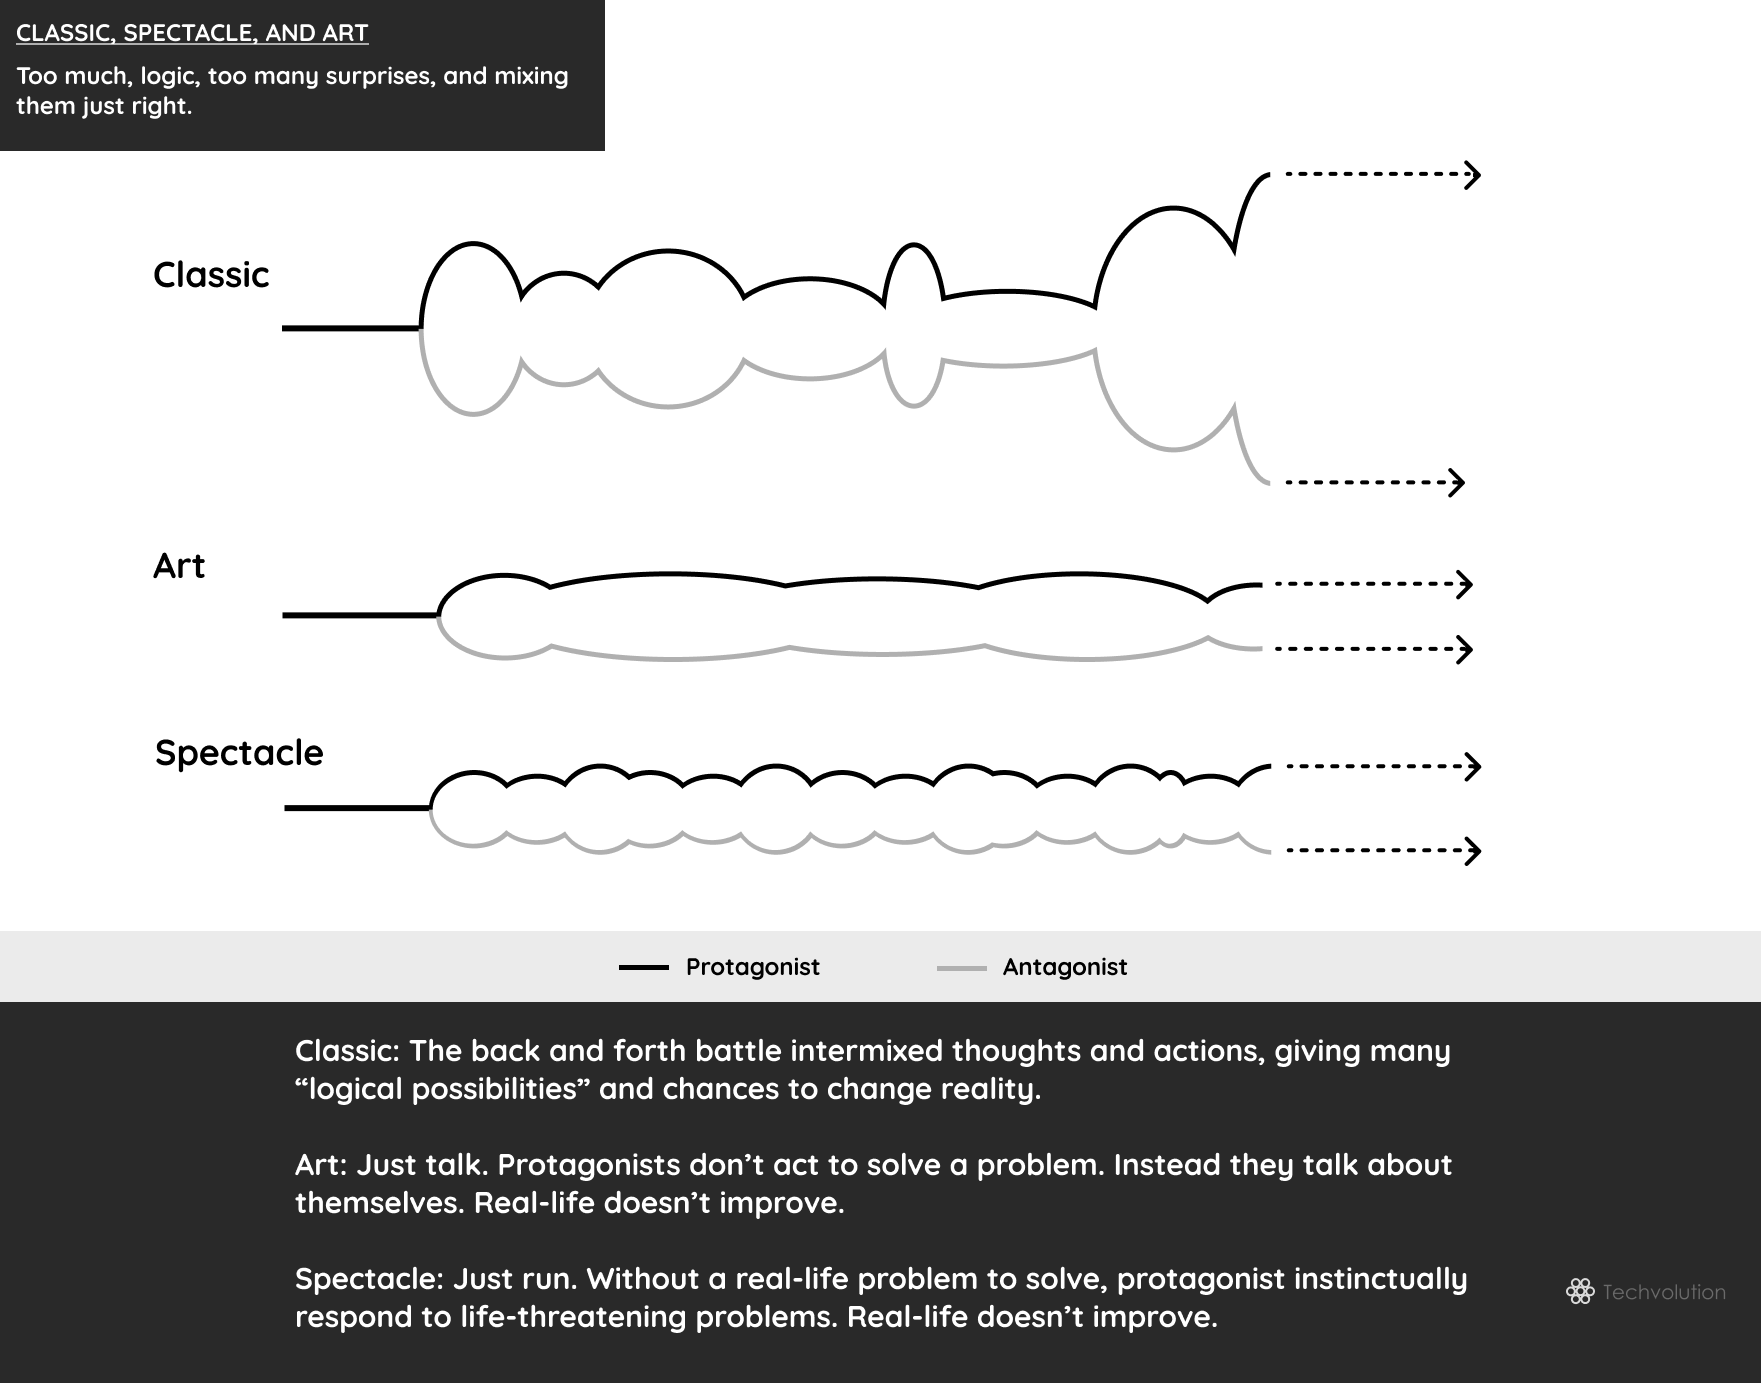 CLASSIC, SPECTACLE, AND ART
Too much, logic, too many surprises, and mixing
them just right.
Classic
Art
Spectacle
Protagonist
Antagonist
Classic: The back and forth battle intermixed thoughts and actions, giving many
“logical possibilities” and chances to change reality.
Art: Just talk. Protagonists don’t act to solve a problem. Instead they talk about
themselves. Real-life doesn’t improve.
Spectacle: Just run. Without a real-life problem to solve, protagonist instinctually
respond to life-threatening problems. Real-life doesn’t improve.
Techvolution